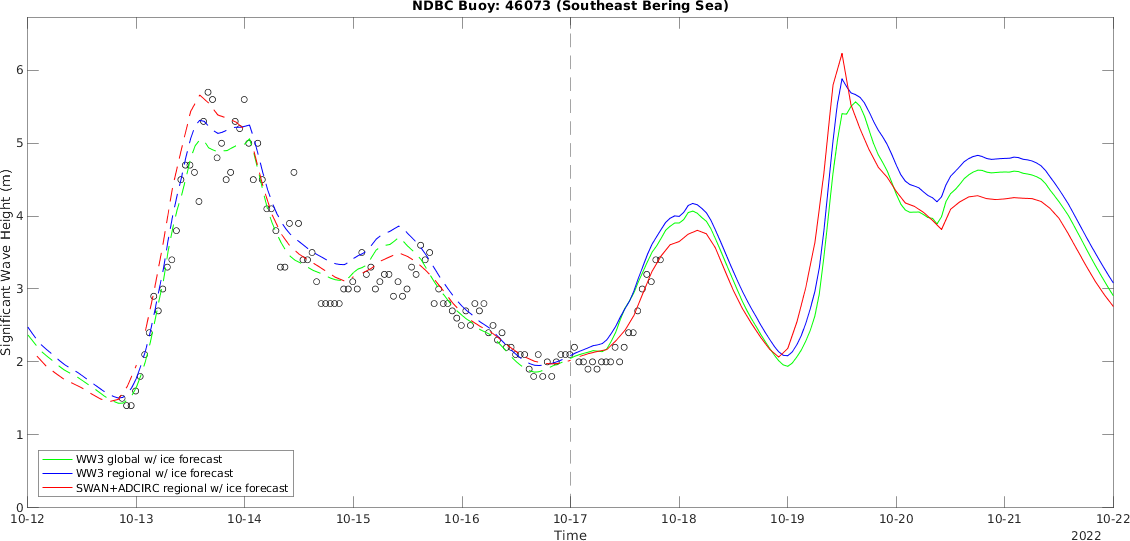 NDBC Buoy: 46073 (Southeast Bering Sea)
Significant Wave Height (m)
6
5
4
3
2
1
0
WW3 global w/ ice forecast
WW3 regional w/ ice forecast
SWAN+ADCIRC regional w/ ice forecast
10-12 10-13 10-14 10-15 10-16 10-17 10-18 10-19 10-20 10-21 10-22
Time
2022